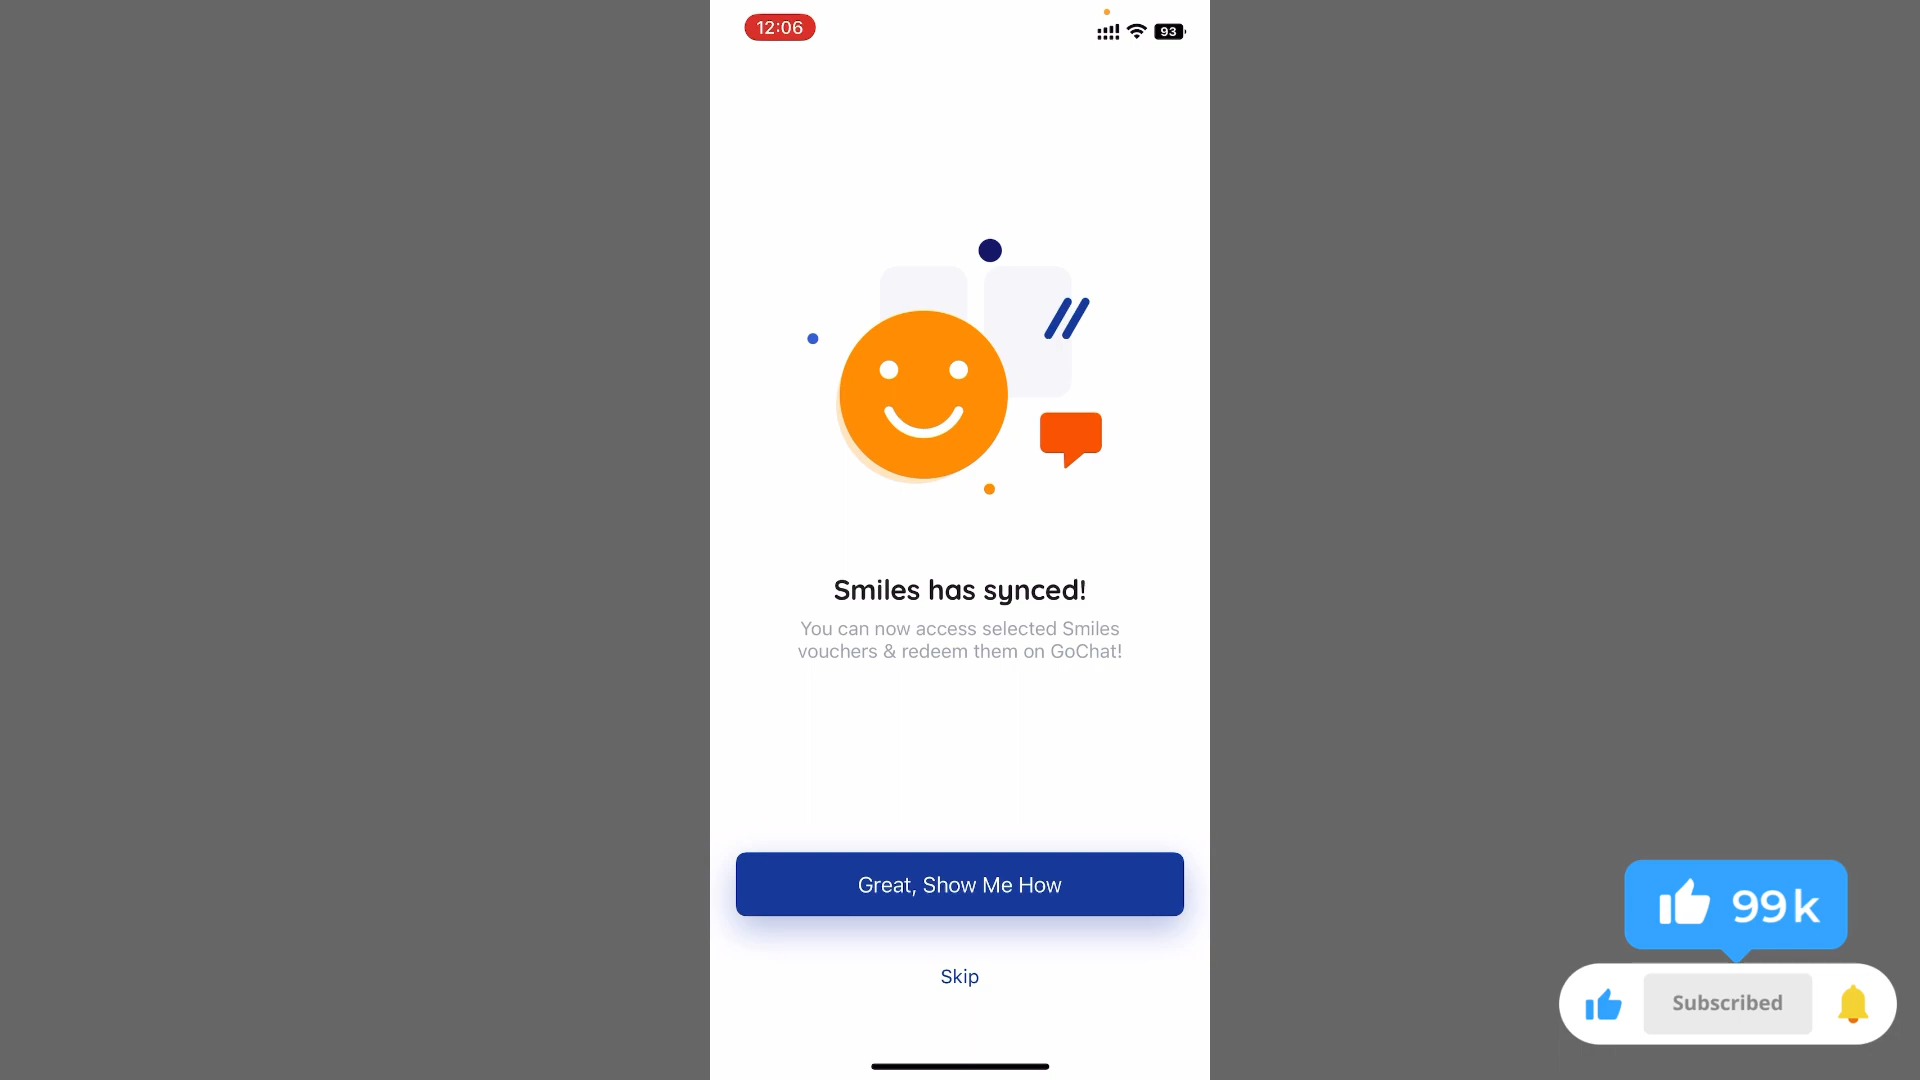 12:06
93
Smiles has synced!
You can now access selected Smiles
vouchers & redeem them on GoChat!
Great, Show Me How
Skip
99k
Subscribed